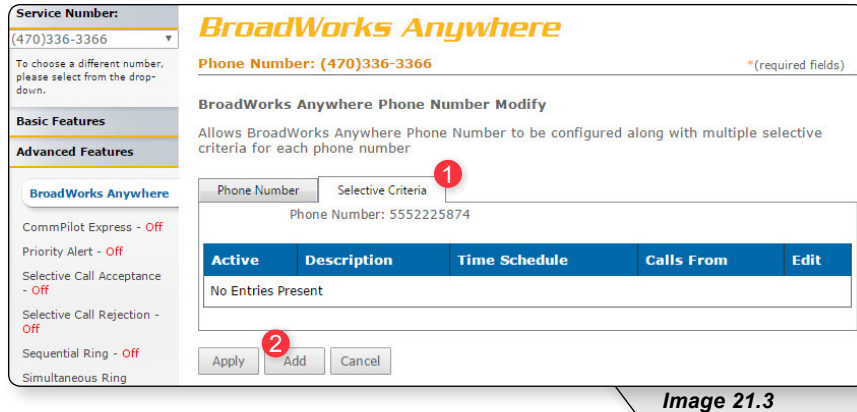 Service Number:
(470)336-3366
To choose a different number,
please select from the drop-
down.
Basic Features
Advanced Features
BroadWorks Anywhere
CommPilot Express - Off
Priority Alert - Off
Selective Call Acceptance
- Off
Selective Call Rejection -
Off
Sequential Ring - Off
Simultaneous Ring
BroadWorks Anywhere
Phone Number: (470)336-3366 *(required fields)
BroadWorks Anywhere Phone Number Modify
Allows BroadWorks Anywhere Phone Number to be configured along with multiple selective
criteria for each phone number
1
Phone Number Selective Criteria
Phone Number: 5552225874
Active Description Time Schedule Calls From Edit
No Entries Present
2
Apply Add Cancel
Image 21.3